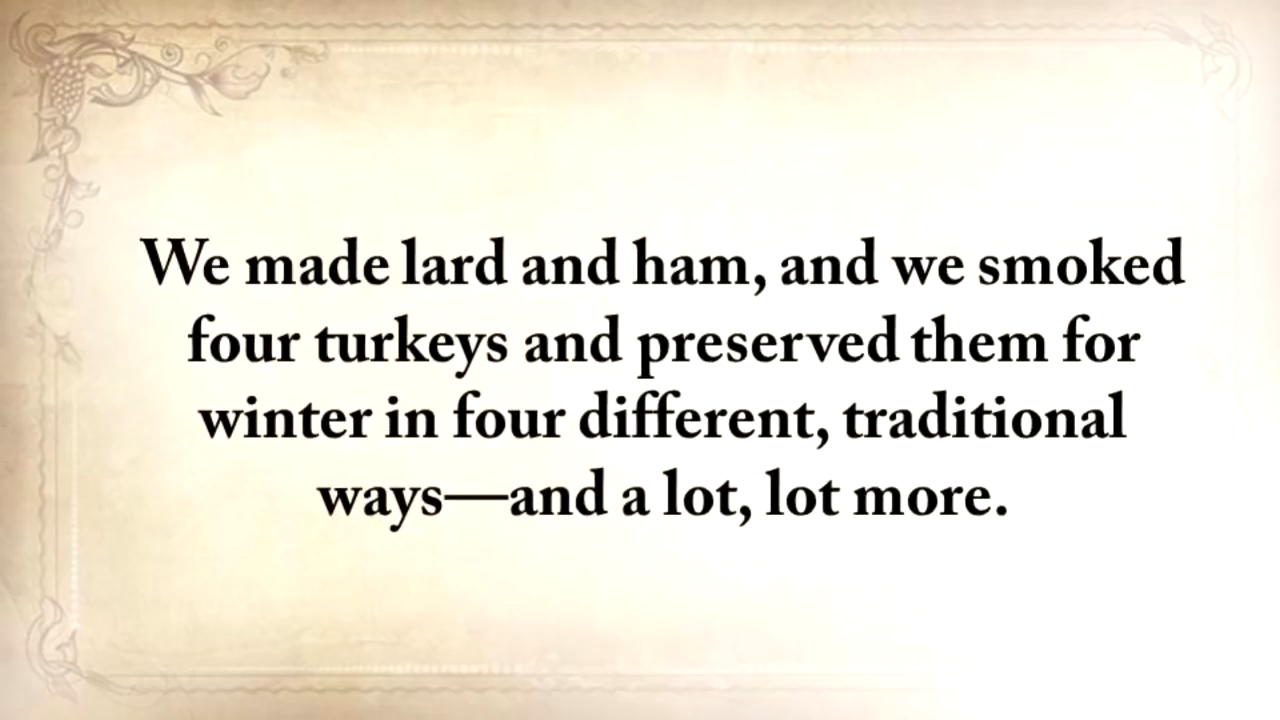 We made lard and ham, and we smoked
four turkeys and preserved them for
winter in four different, traditional
ways—and a lot, lot more.